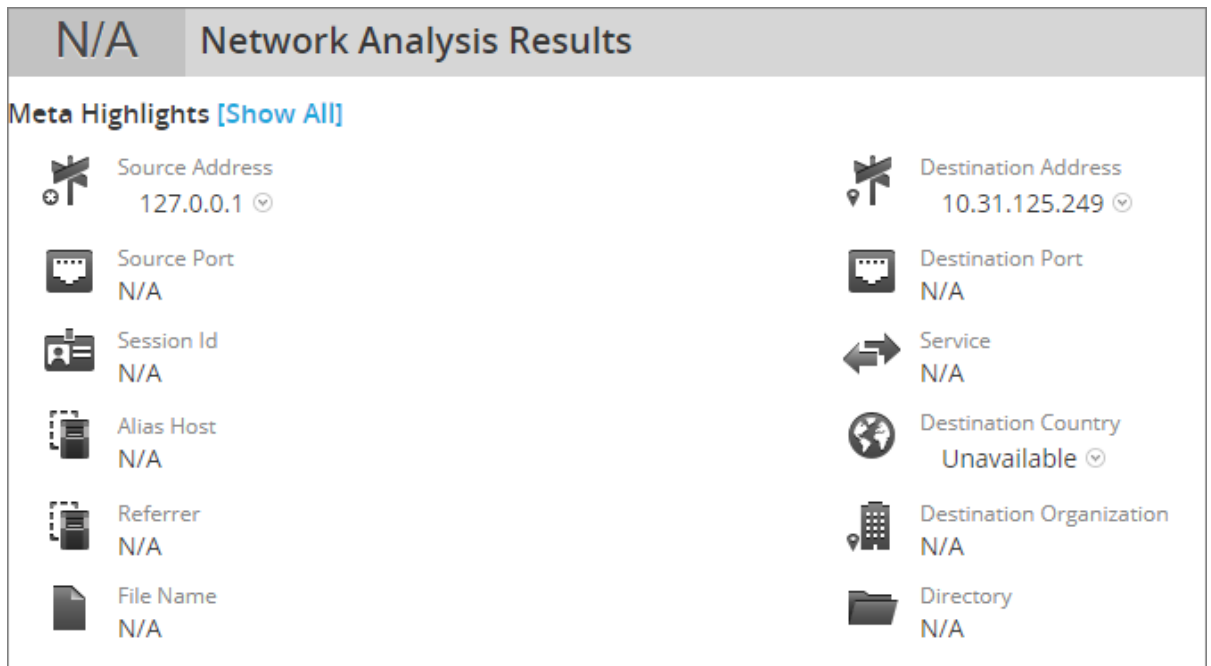 N/A Network Analysis Results
Meta Highlights [Show All]
Source Address
127.0.0.1
Destination Address
10.31.125.249
Source Port
N/A
Destination Port
N/A
Session Id
N/A
Service
N/A
Alias Host
N/A
Destination Country
Unavailable
Referrer
N/A
Destination Organization
N/A
File Name
N/A
Directory
N/A